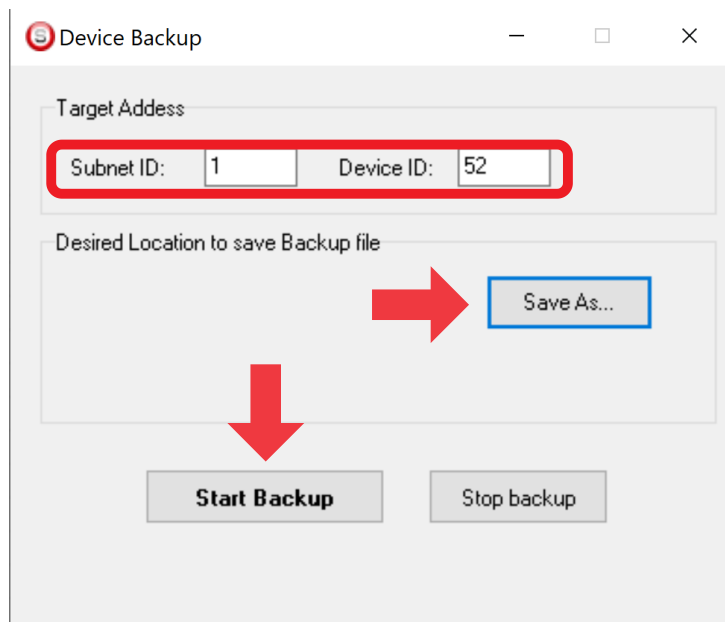 S Device Backup
Target Addess
Subnet ID: 1 Device ID: 52
Desired Location to save Backup file
Save As...
Start Backup Stop backup